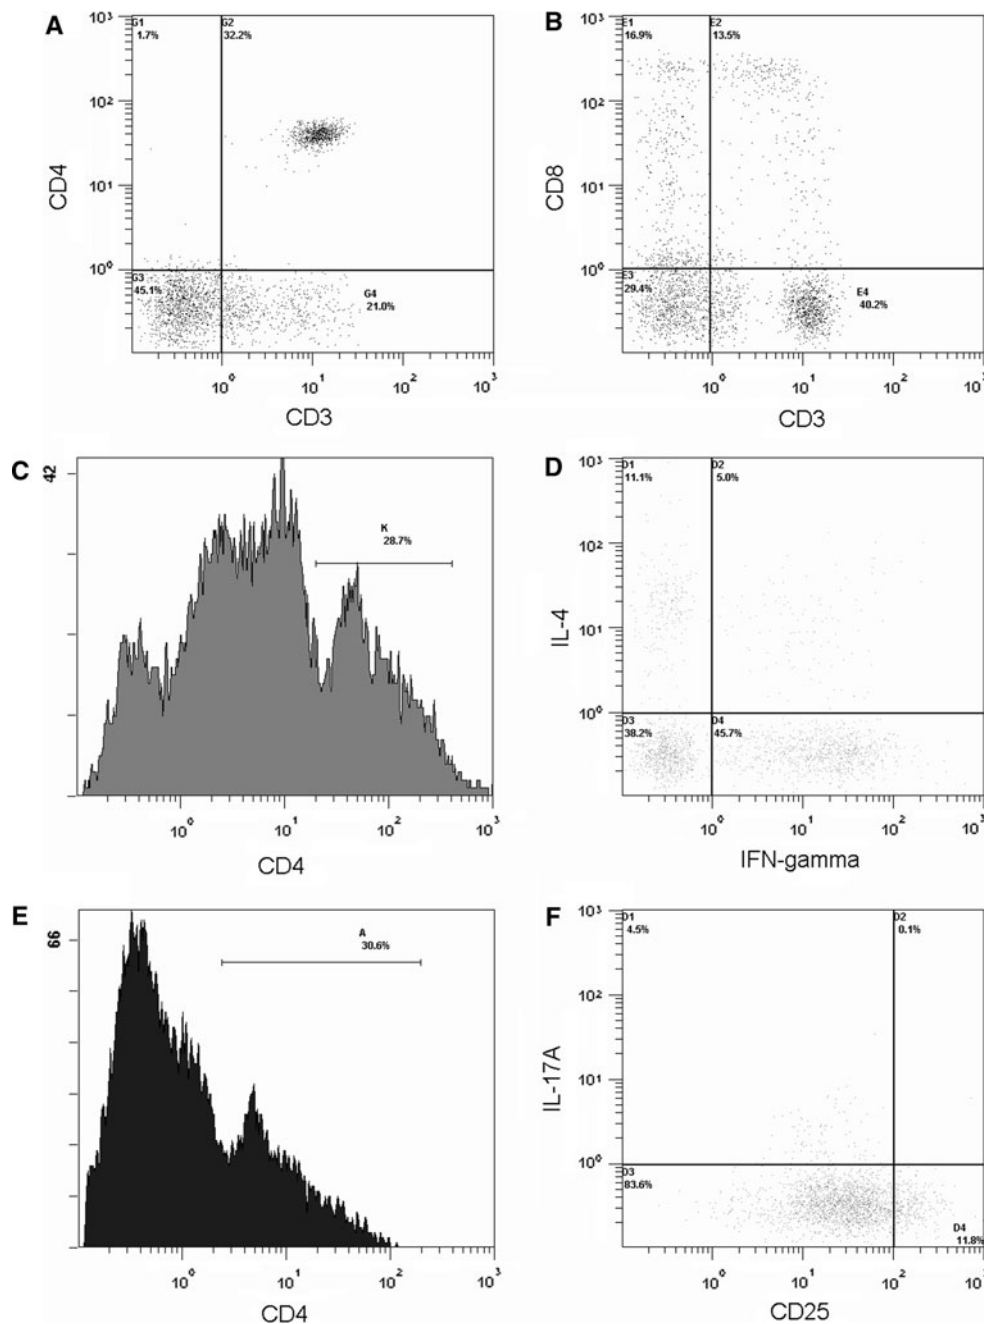 A
G1
1.7%
G2
32.2%
10³
10²
10¹
10⁰
CD4
G3
45.1%
G4
21.0%
10⁰ 10¹ 10² 10³
CD3
B
E1
16.9%
E2
13.5%
10³
10²
10¹
10⁰
CD8
E3
29.4%
E4
40.2%
10⁰ 10¹ 10² 10³
CD3
C
42
K
28.7%
10⁰ 10¹ 10² 10³
CD4
D
D1
11.1%
D2
5.0%
10³
10²
10¹
10⁰
IL-4
D3
38.2%
D4
45.7%
10⁰ 10¹ 10² 10³
IFN-gamma
E
66
A
30.6%
10⁰ 10¹ 10² 10³
CD4
F
D1
4.5%
D2
0.1%
10³
10²
10¹
10⁰
IL-17A
D3
83.6%
D4
11.8%
10⁰ 10¹ 10² 10³
CD25